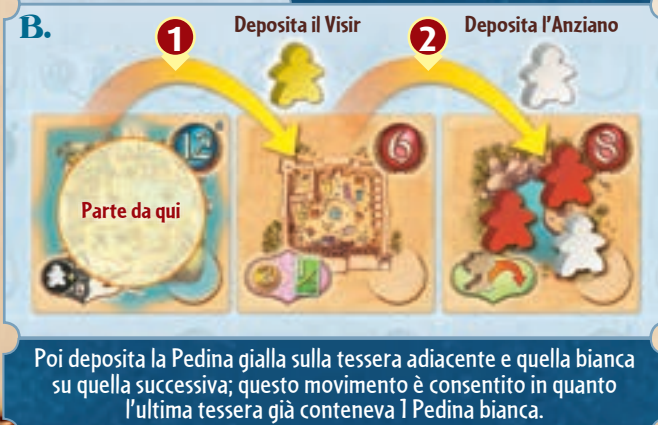 B.
Deposita il Visir
Deposita l'Anziano
1
2
12
6
8
Parte da qui
Poi deposita la Pedina gialla sulla tessera adiacente e quella bianca
su quella successiva; questo movimento è consentito in quanto
l'ultima tessera già conteneva 1 Pedina bianca.